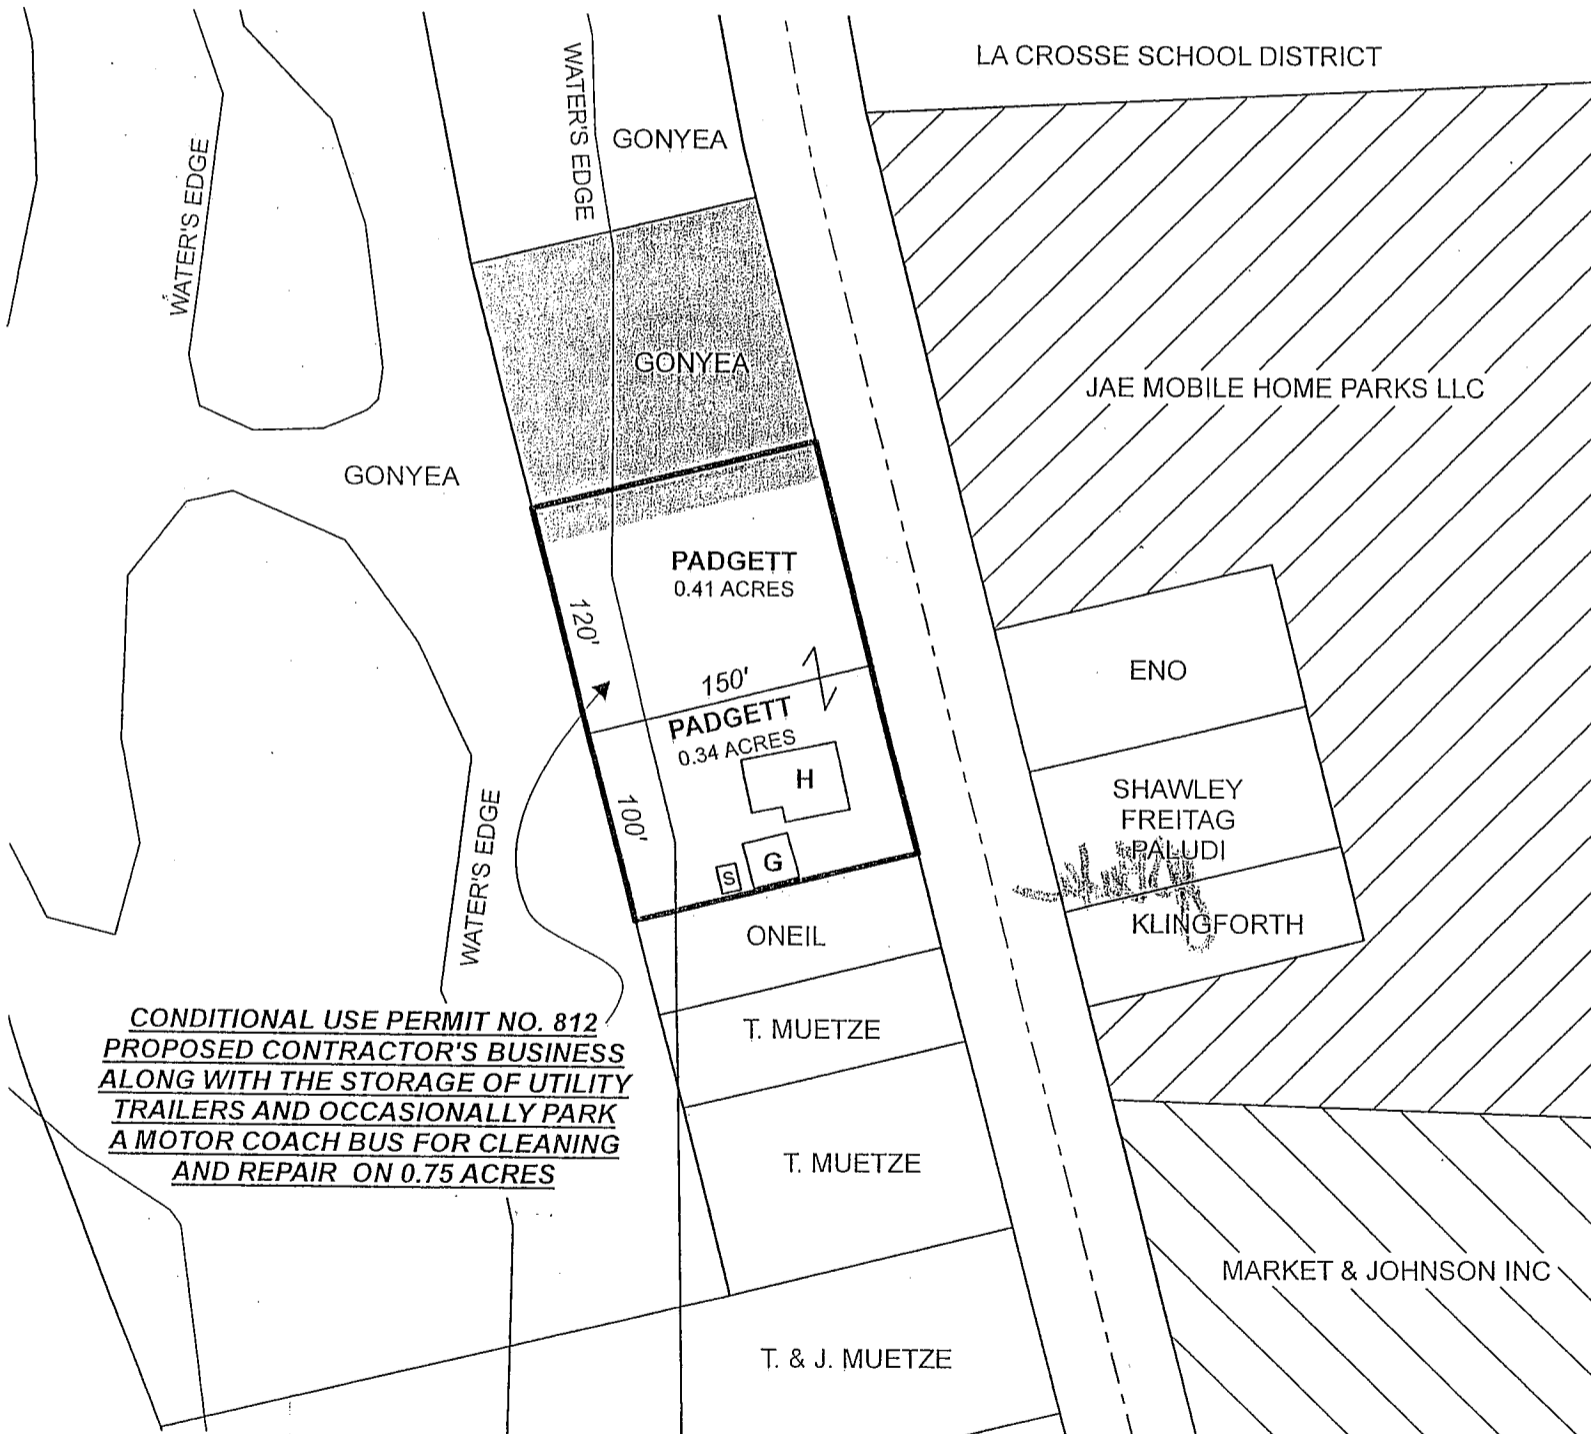 LA CROSSE SCHOOL DISTRICT
WATER'S EDGE
GONYEA
WATER'S EDGE
GONYEA
JAE MOBILE HOME PARKS LLC
GONYEA
PADGETT
0.41 ACRES
120'
150'
PADGETT
0.34 ACRES
H
100'
G
S
ENO
SHAWLEY
FREITAG
PALUDI
KLINGFORTH
WATER'S EDGE
ONEIL
CONDITIONAL USE PERMIT NO. 812
PROPOSED CONTRACTOR'S BUSINESS
ALONG WITH THE STORAGE OF UTILITY
TRAILERS AND OCCASIONALLY PARK
A MOTOR COACH BUS FOR CLEANING
AND REPAIR ON 0.75 ACRES
T. MUETZE
T. MUETZE
MARKET & JOHNSON INC
T. & J. MUETZE